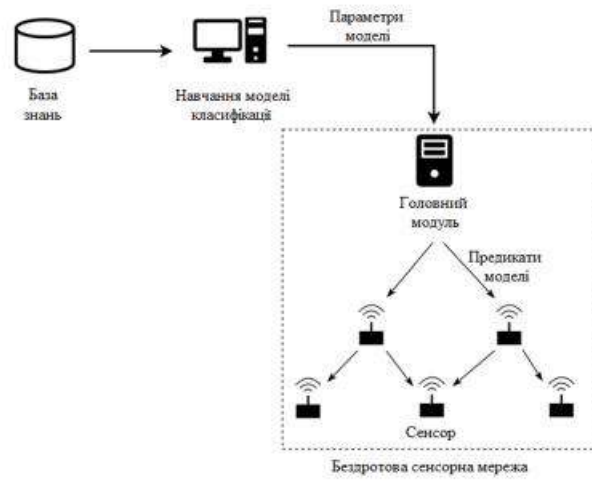 Параметри
моделі
База
знань
Навчання моделі
класифікації
Головний
модуль
Предикати
моделі
Сенсор
Бездротова сенсорна мережа